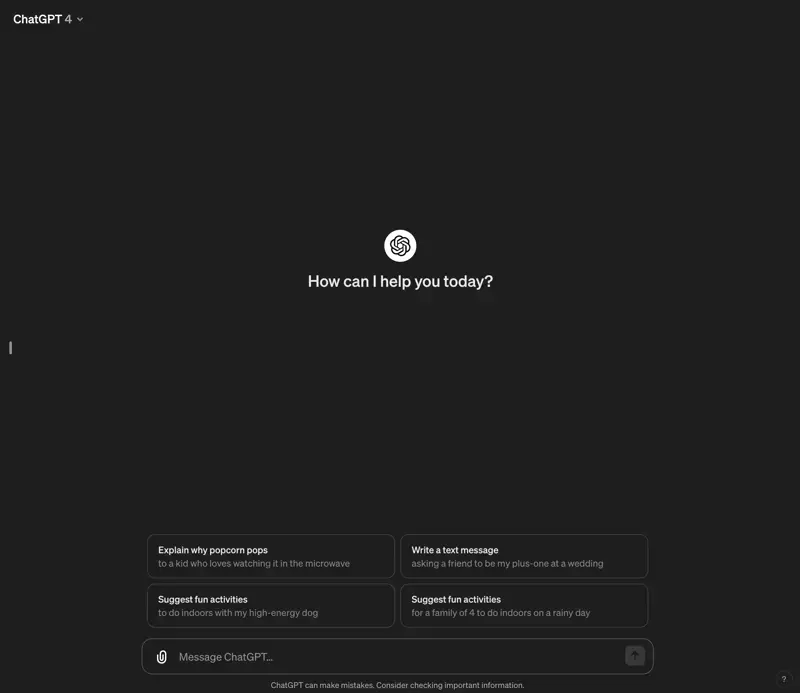 ChatGPT 4
How can I help you today?
Explain why popcorn pops
to a kid who loves watching it in the microwave
Write a text message
asking a friend to be my plus-one at a wedding
Suggest fun activities
to do indoors with my high-energy dog
Suggest fun activities
for a family of 4 to do indoors on a rainy day
Message ChatGPT...
ChatGPT can make mistakes. Consider checking important information.
?